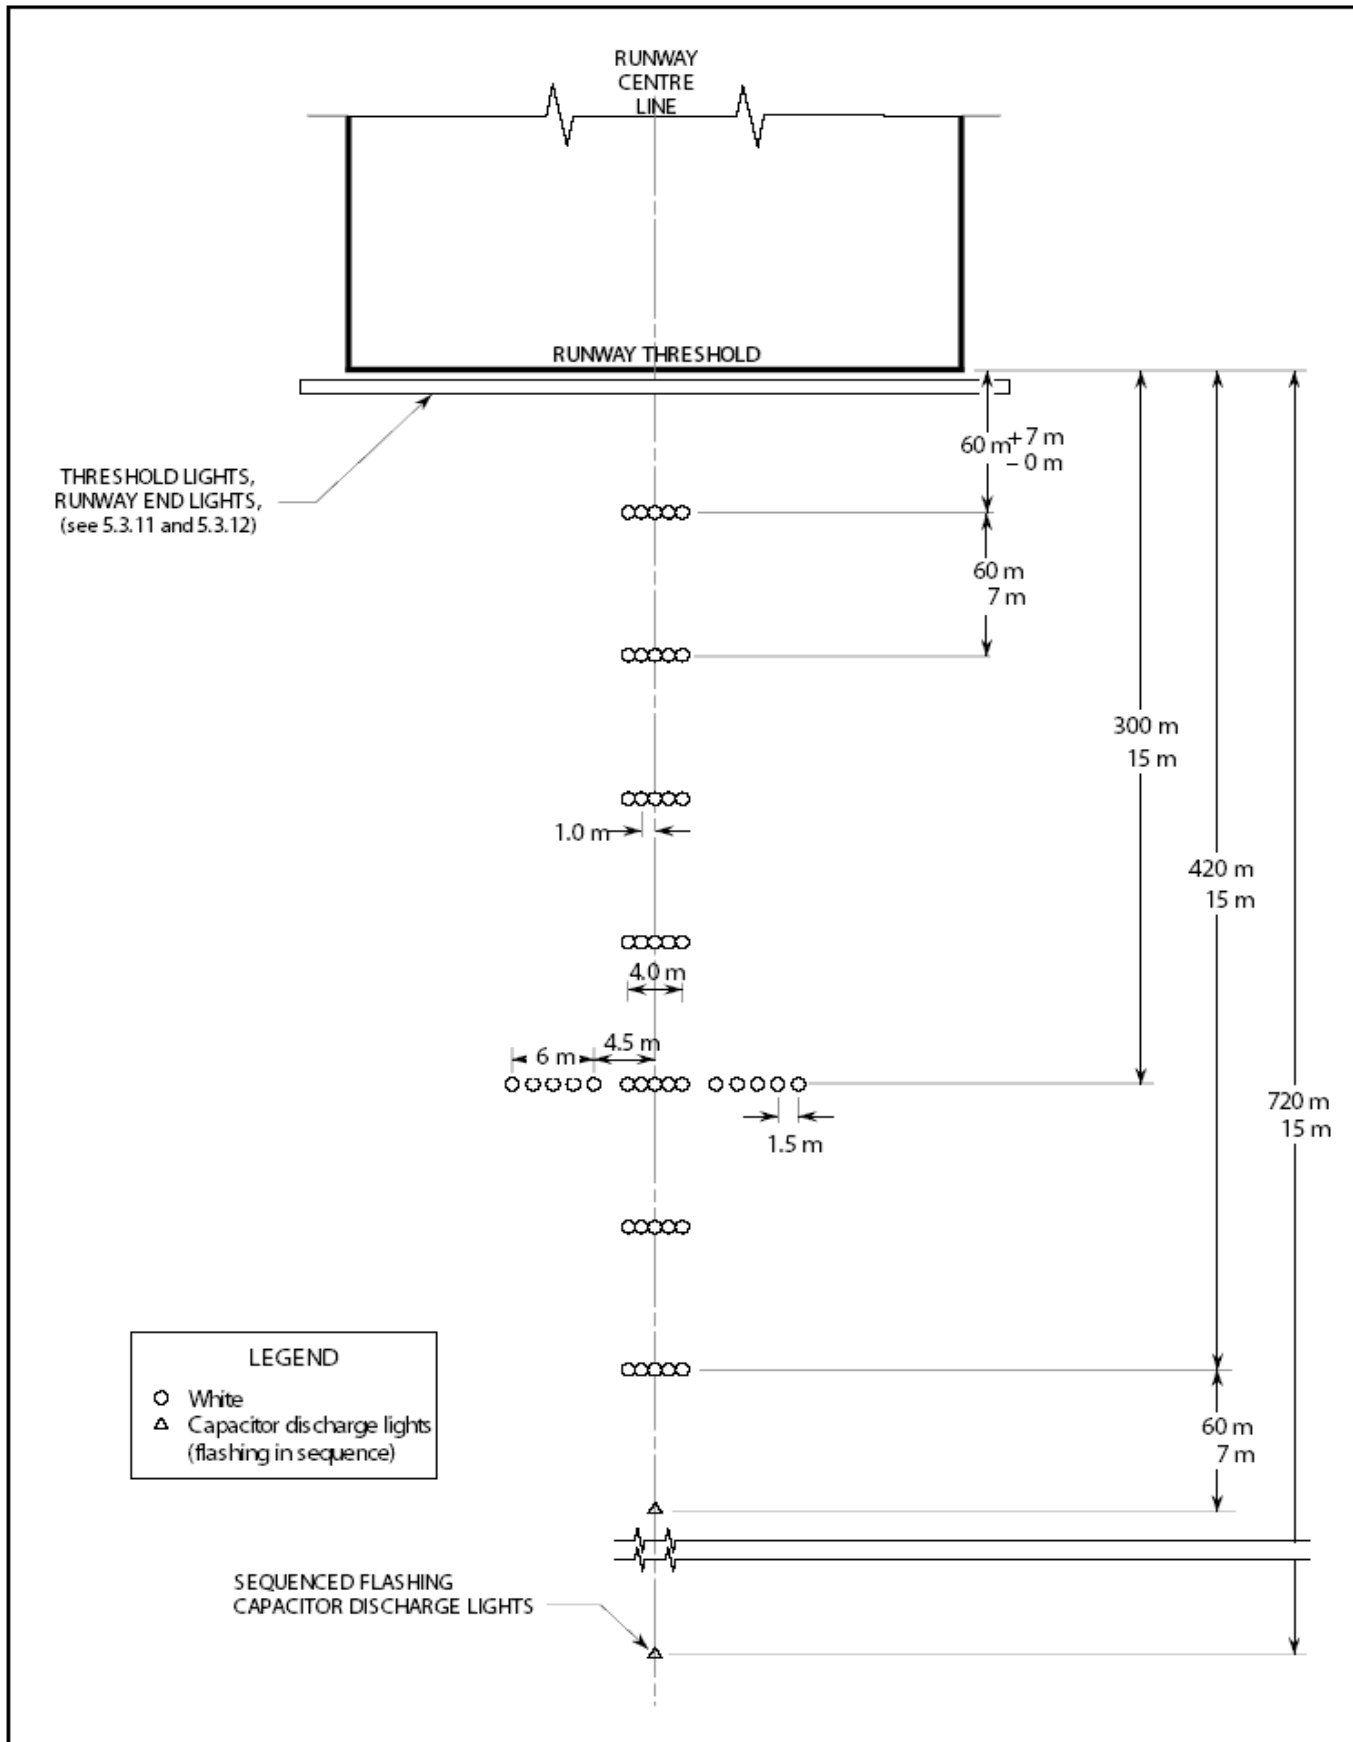 RUNWAY
CENTRE
LINE
RUNWAY THRESHOLD
60 m +7 m
– 0 m
THRESHOLD LIGHTS,
RUNWAY END LIGHTS,
(see 5.3.11 and 5.3.12)
60 m
7 m
300 m
15 m
1.0 m
420 m
15 m
4.0 m
4.5 m
6 m
720 m
15 m
1.5 m
LEGEND
White
Capacitor discharge lights
(flashing in sequence)
60 m
7 m
SEQUENCED FLASHING
CAPACITOR DISCHARGE LIGHTS